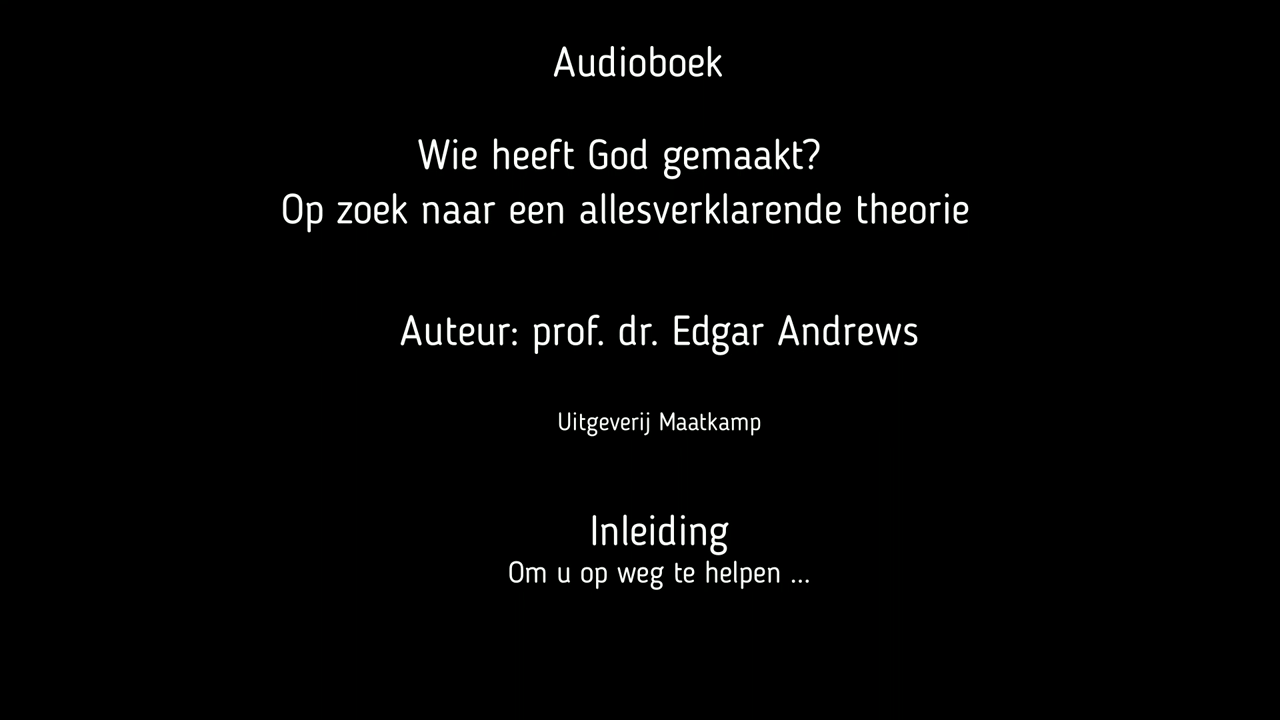 Audioboek
Wie heeft God gemaakt?
Op zoek naar een allesverklarende theorie
Auteur: prof. dr. Edgar Andrews
Uitgeverij Maatkamp
Inleiding
Om u op weg te helpen ...